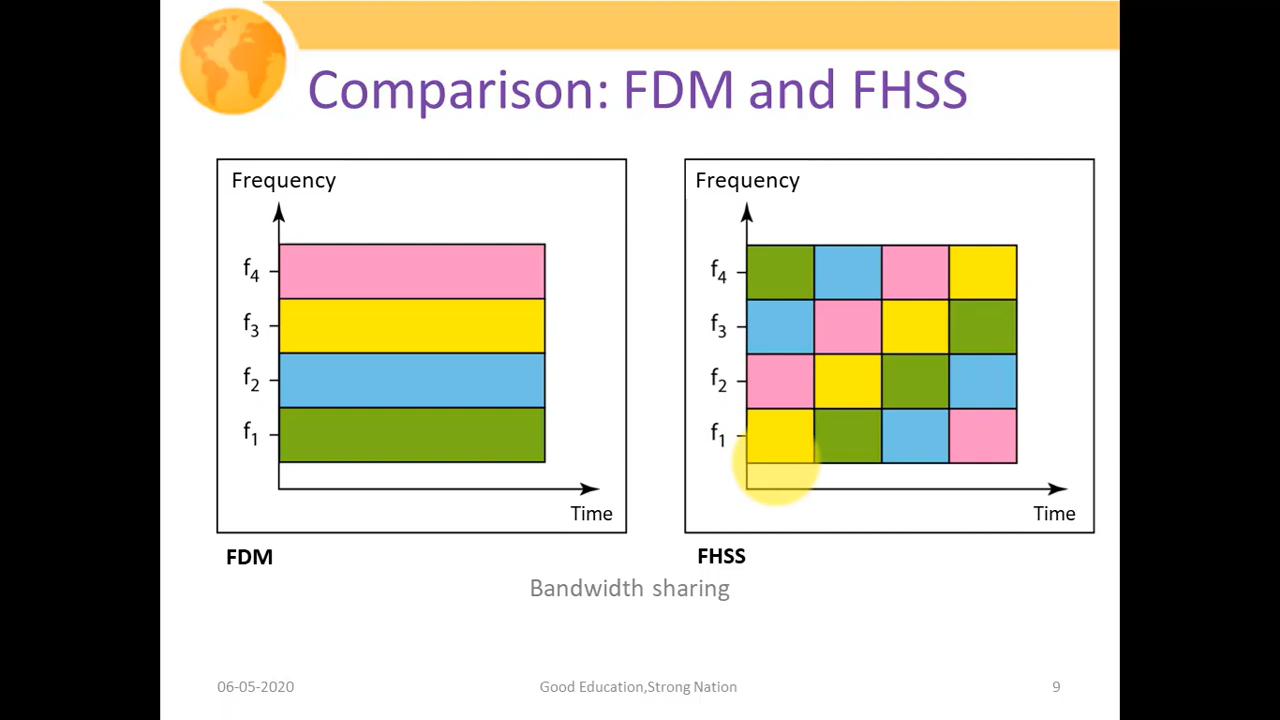 Comparison: FDM and FHSS
Frequency
f4
f3
f2
f1
Time
FDM
Frequency
f4
f3
f2
f1
Time
FHSS
Bandwidth sharing
06-05-2020
Good Education,Strong Nation
9